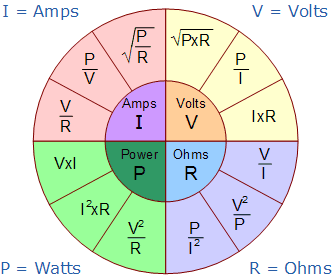 I = Amps
V = Volts
√(P/R)
√PxR
P/V
P/I
V/R
IxR
Amps
I
Volts
V
Power
P
Ohms
R
VxI
V/I
I²xR
V²/P
V²/R
P/I²
P = Watts
R = Ohms